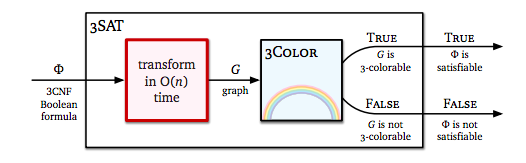 3SAT
Φ
3CNF
Boolean
formula
transform
in O(n)
time
G
graph
3COLOR
TRUE
G is
3-colorable
FALSE
G is not
3-colorable
TRUE
Φ is
satisfiable
FALSE
Φ is not
satisfiable